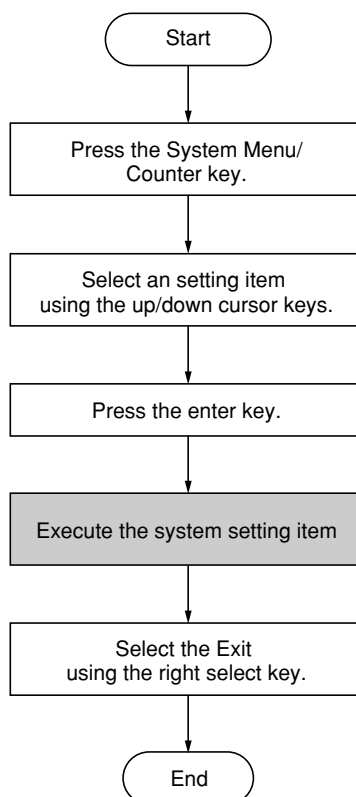 Start
Press the System Menu/
Counter key.
Select an setting item
using the up/down cursor keys.
Press the enter key.
Execute the system setting item
Select the Exit
using the right select key.
End